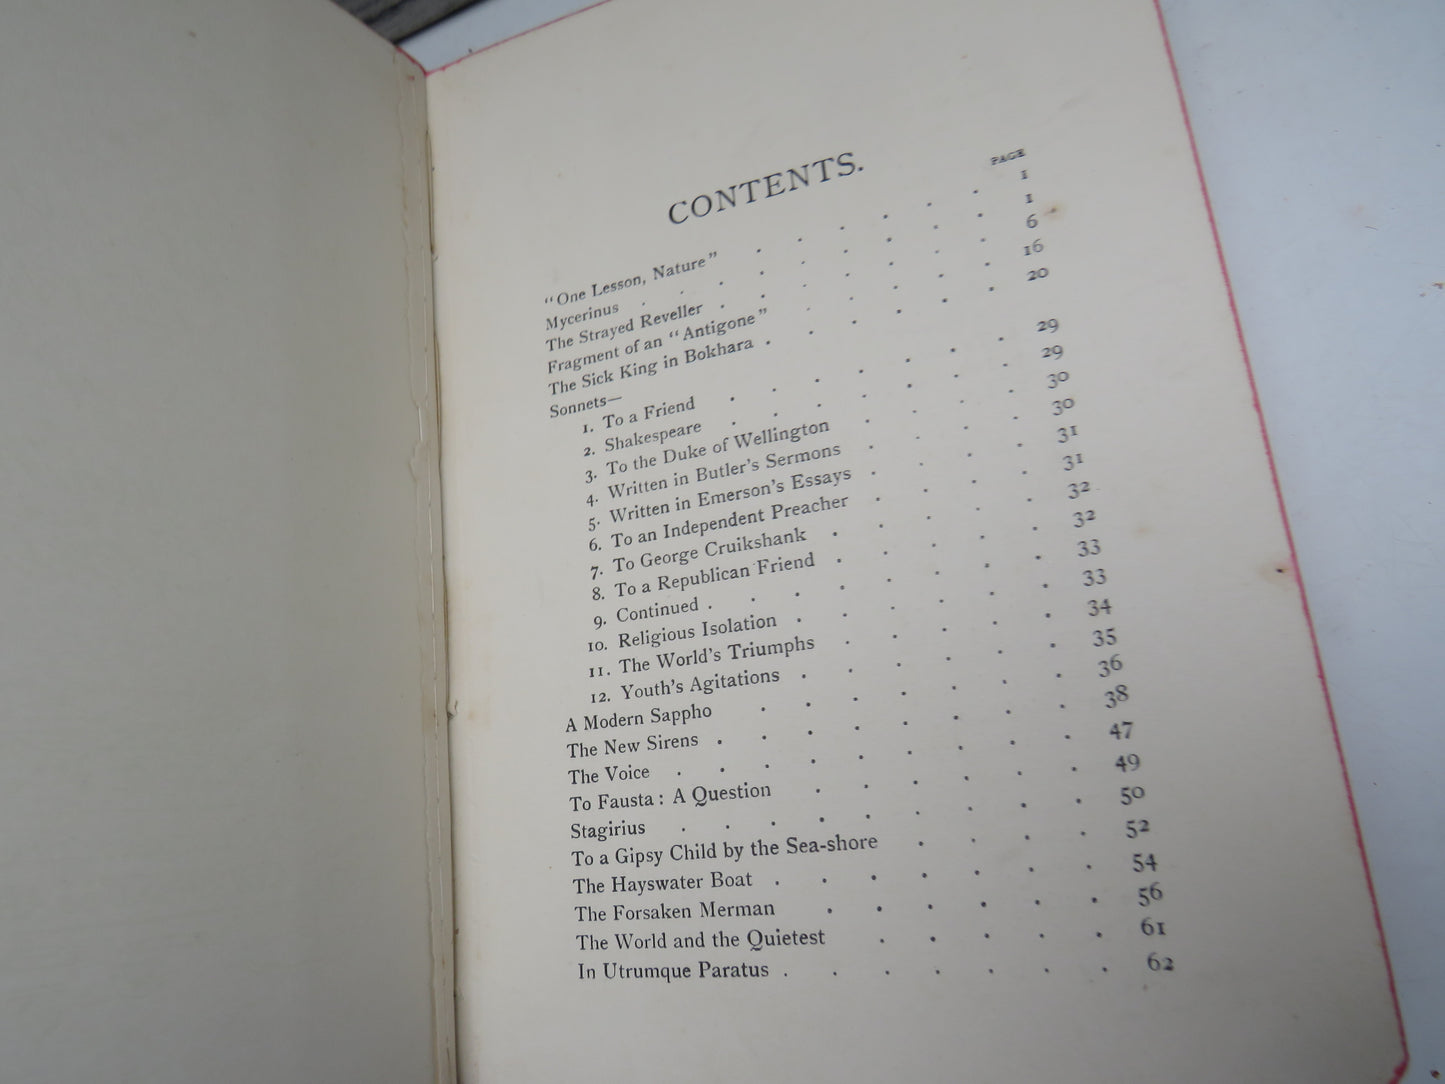 CONTENTS.
PAGE
"One Lesson, Nature" . . . . . . 1
Mycerinus . . . . . . . . 1
The Strayed Reveller . . . . . . . 6
Fragment of an "Antigone" . . . . . 16
The Sick King in Bokhara . . . . . . 20
Sonnets—
1. To a Friend . . . . . . . 29
2. Shakespeare . . . . . . . 29
3. To the Duke of Wellington . . . . 30
4. Written in Butler's Sermons . . . . 30
5. Written in Emerson's Essays . . . . 31
6. To an Independent Preacher . . . . 31
7. To George Cruikshank . . . . . 32
8. To a Republican Friend . . . . . 32
9. Continued . . . . . . . . 33
10. Religious Isolation . . . . . . 33
11. The World's Triumphs . . . . . 34
12. Youth's Agitations . . . . . . 35
A Modern Sappho . . . . . . . 36
The New Sirens . . . . . . . . 38
The Voice . . . . . . . . . 47
To Fausta: A Question . . . . . . 49
Stagirius . . . . . . . . . 50
To a Gipsy Child by the Sea-shore . . . . 52
The Hayswater Boat . . . . . . . 54
The Forsaken Merman . . . . . . 56
The World and the Quietest . . . . . 61
In Utrumque Paratus . . . . . . . 62